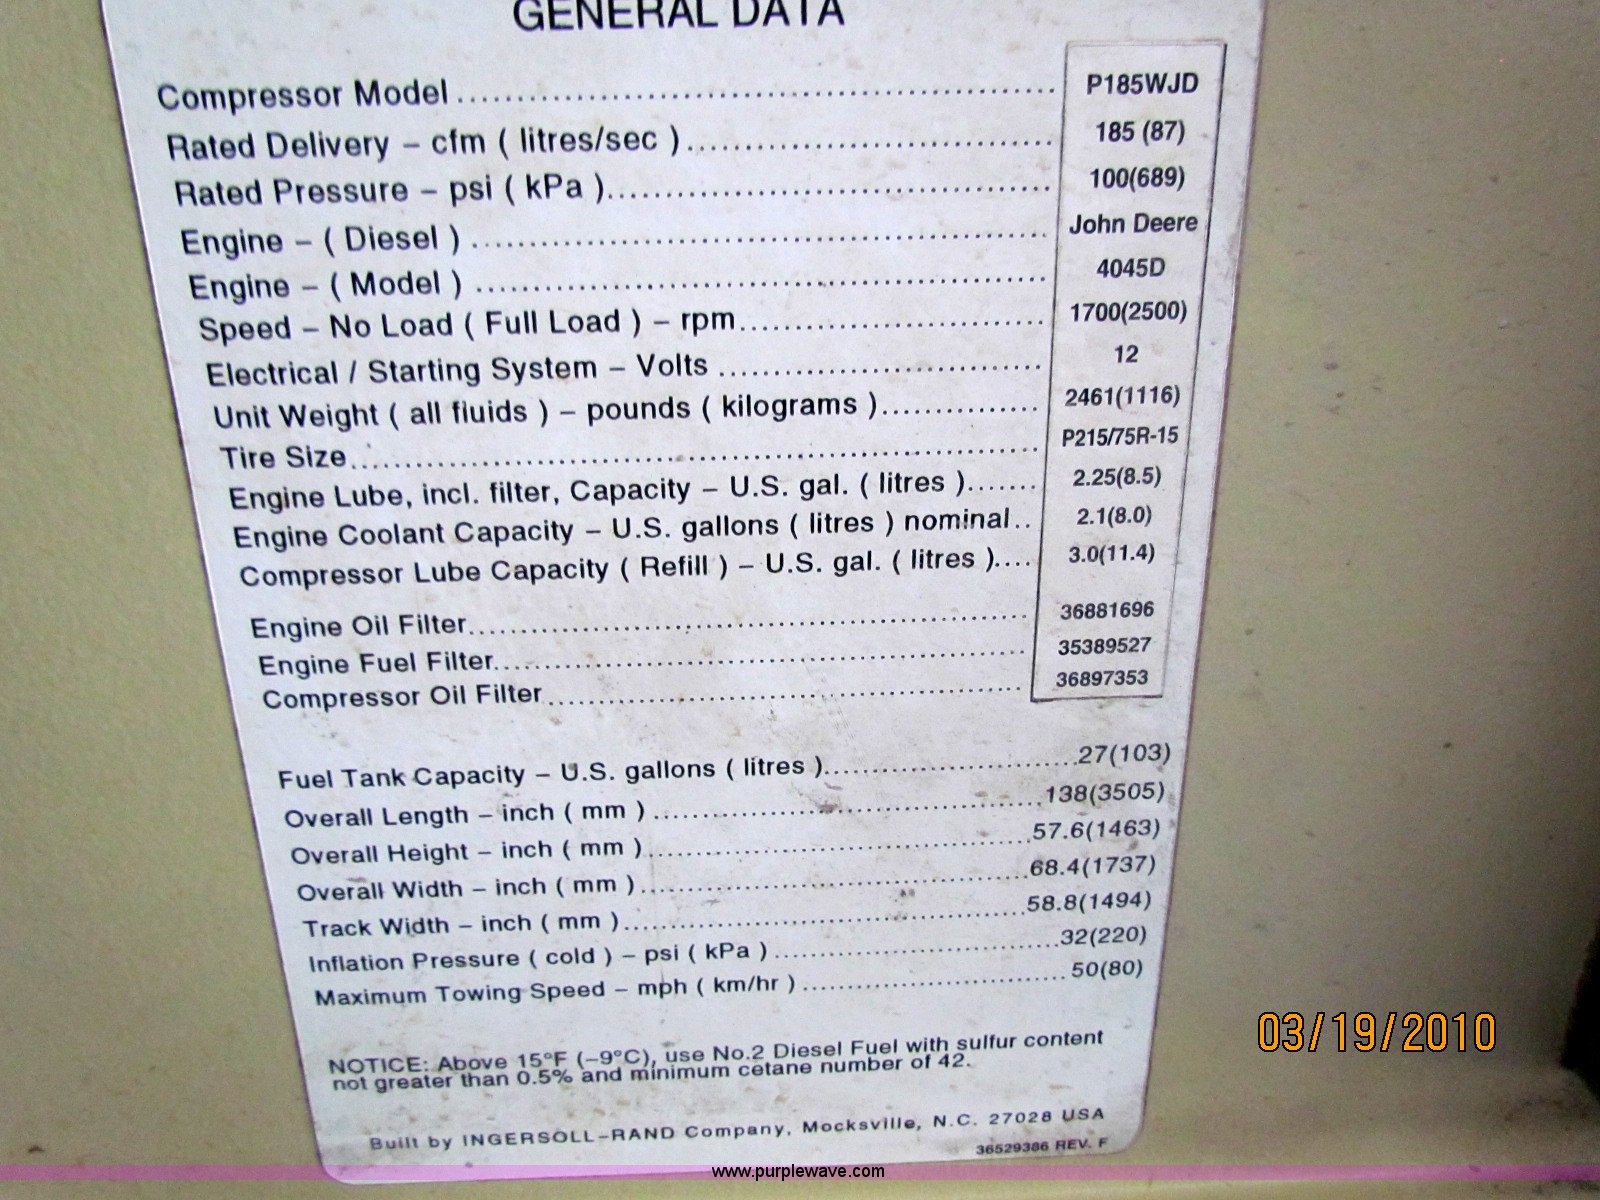 GENERAL DATA
Compressor Model .......... P185WJD
Rated Delivery – cfm ( litres/sec ) .......... 185 (87)
Rated Pressure – psi ( kPa ) .......... 100(689)
Engine – ( Diesel ) .......... John Deere
Engine – ( Model ) .......... 4045D
Speed – No Load ( Full Load ) – rpm .......... 1700(2500)
Electrical / Starting System – Volts .......... 12
Unit Weight ( all fluids ) – pounds ( kilograms ) .......... 2461(1116)
Tire Size .......... P215/75R-15
Engine Lube, incl. filter, Capacity – U.S. gal. ( litres ) .......... 2.25(8.5)
Engine Coolant Capacity – U.S. gallons ( litres ) nominal .. 2.1(8.0)
Compressor Lube Capacity ( Refill ) – U.S. gal. ( litres ) .... 3.0(11.4)
Engine Oil Filter .......... 36881696
Engine Fuel Filter .......... 35389527
Compressor Oil Filter .......... 36897353
Fuel Tank Capacity – U.S. gallons ( litres ) .......... 27(103)
Overall Length – inch ( mm ) .......... 138(3505)
Overall Height – inch ( mm ) .......... 57.6(1463)
Overall Width – inch ( mm ) .......... 68.4(1737)
Track Width – inch ( mm ) .......... 58.8(1494)
Inflation Pressure ( cold ) – psi ( kPa ) .......... 32(220)
Maximum Towing Speed – mph ( km/hr ) .......... 50(80)
NOTICE: Above 15°F (–9°C), use No.2 Diesel Fuel with sulfur content
not greater than 0.5% and minimum cetane number of 42.
Built by INGERSOLL–RAND Company, Mocksville, N.C. 27028 USA
36529386 REV. F
03/19/2010
www.purplewave.com